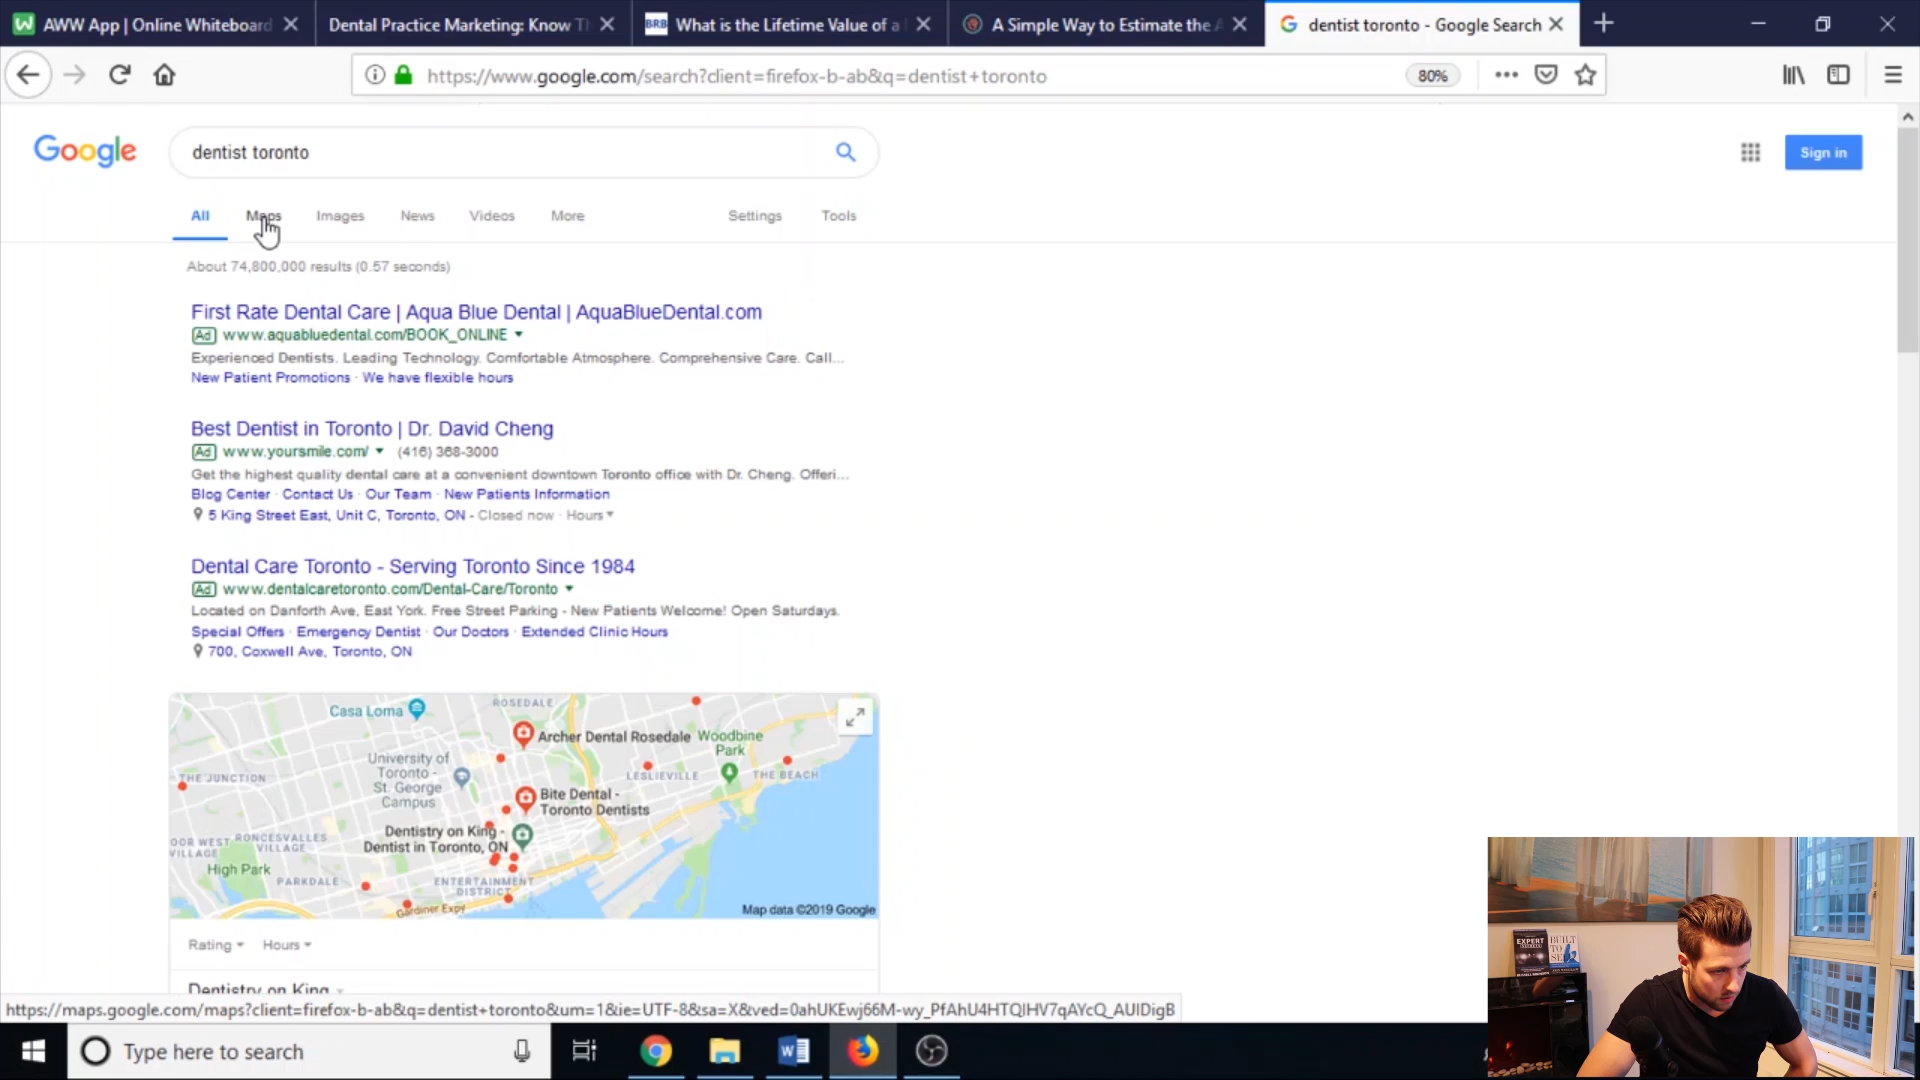 AWW App | Online Whiteboard
Dental Practice Marketing: Know T
BRB What is the Lifetime Value of a
A Simple Way to Estimate the A
dentist toronto - Google Search
https://www.google.com/search?client=firefox-b-ab&q=dentist+toronto
80%
Google
dentist toronto
Sign in
All Maps Images News Videos More Settings Tools
About 74,800,000 results (0.57 seconds)
First Rate Dental Care | Aqua Blue Dental | AquaBlueDental.com
Ad www.aquabluedental.com/BOOK_ONLINE
Experienced Dentists. Leading Technology. Comfortable Atmosphere. Comprehensive Care. Call...
New Patient Promotions · We have flexible hours
Best Dentist in Toronto | Dr. David Cheng
Ad www.yoursmile.com/ (416) 368-3000
Get the highest quality dental care at a convenient downtown Toronto office with Dr. Cheng. Offeri...
Blog Center · Contact Us · Our Team · New Patients Information
5 King Street East, Unit C, Toronto, ON - Closed now · Hours
Dental Care Toronto - Serving Toronto Since 1984
Ad www.dentalcaretoronto.com/Dental-Care/Toronto
Located on Danforth Ave, East York. Free Street Parking - New Patients Welcome! Open Saturdays.
Special Offers · Emergency Dentist · Our Doctors · Extended Clinic Hours
700, Coxwell Ave, Toronto, ON
Casa Loma
ROSEDALE
Archer Dental Rosedale
Woodbine
Park
University of
Toronto -
St. George
Campus
THE JUNCTION
LESLIEVILLE
THE BEACH
Bite Dental -
Toronto Dentists
Dentistry on King -
Dentist in Toronto, ON
OOR WEST
VILLAGE
RONCESVALLES
VILLAGE
High Park
PARKDALE
ENTERTAINMENT
DISTRICT
Gardiner Expy
Map data ©2019 Google
Rating Hours
Dentistry on King
https://maps.google.com/maps?client=firefox-b-ab&q=dentist+toronto&um=1&ie=UTF-8&sa=X&ved=0ahUKEwj66M-wy_PfAhU4HTQIHV7qAYcQ_AUIDigB
EXPERT
SECRETS
BUILT
TO
Type here to search